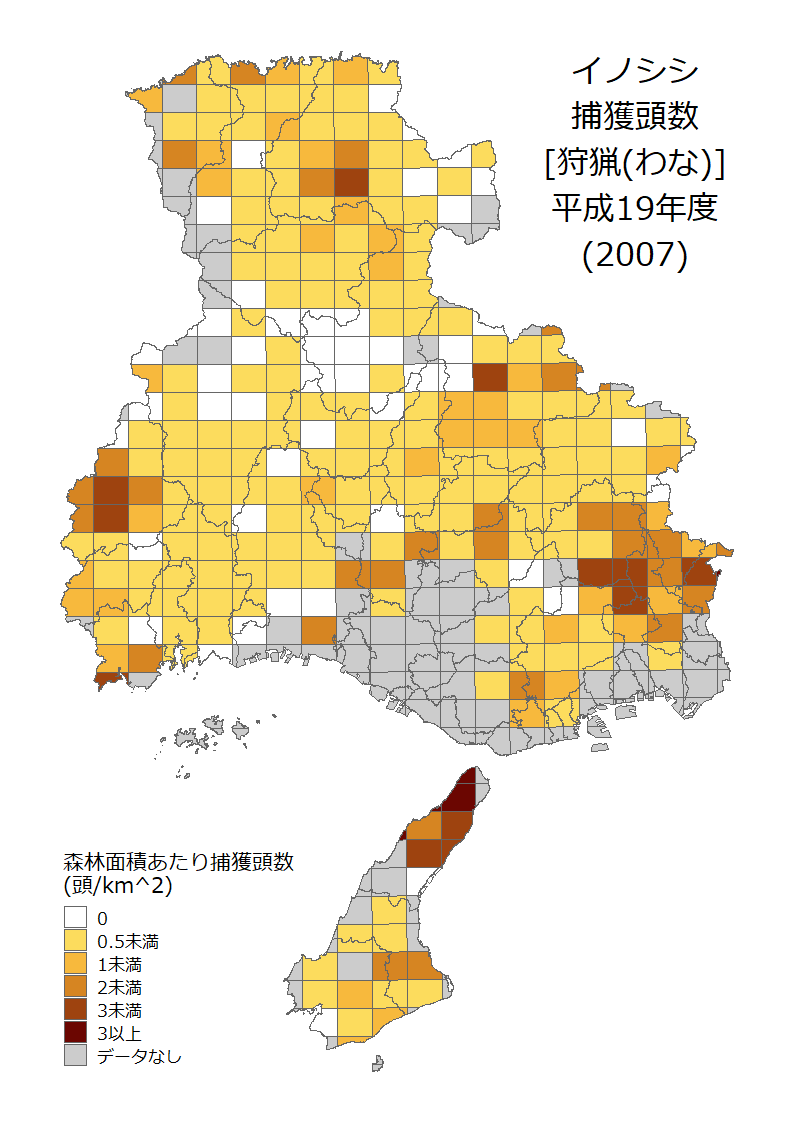 イノシシ
捕獲頭数
[狩猟(わな)]
平成19年度
(2007)
森林面積あたり捕獲頭数
(頭/km^2)
0
0.5未満
1未満
2未満
3未満
3以上
データなし